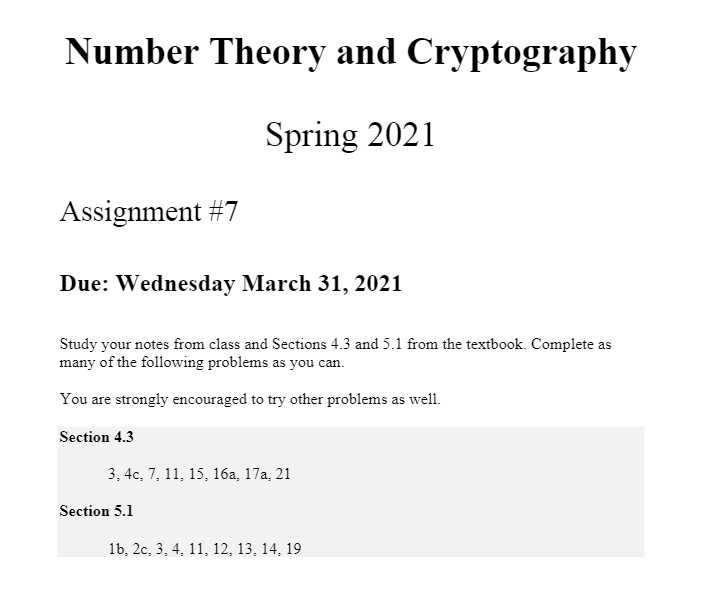 Number Theory and Cryptography
Spring 2021
Assignment #7
Due: Wednesday March 31, 2021
Study your notes from class and Sections 4.3 and 5.1 from the textbook. Complete as
many of the following problems as you can.
You are strongly encouraged to try other problems as well.
Section 4.3
3, 4c, 7, 11, 15, 16a, 17a, 21
Section 5.1
1b, 2c, 3, 4, 11, 12, 13, 14, 19